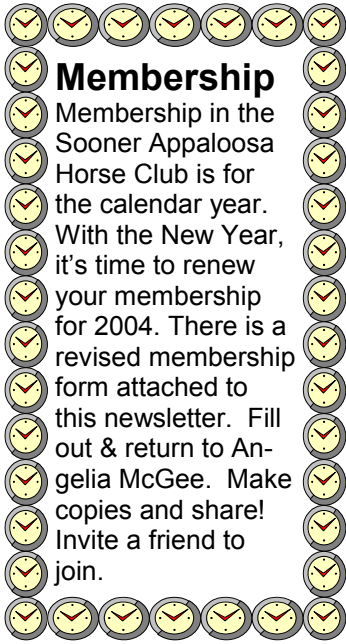 Membership
Membership in the
Sooner Appaloosa
Horse Club is for
the calendar year.
With the New Year,
it’s time to renew
your membership
for 2004. There is a
revised membership
form attached to
this newsletter.  Fill
out & return to An-
gelia McGee.  Make
copies and share!
Invite a friend to
join.